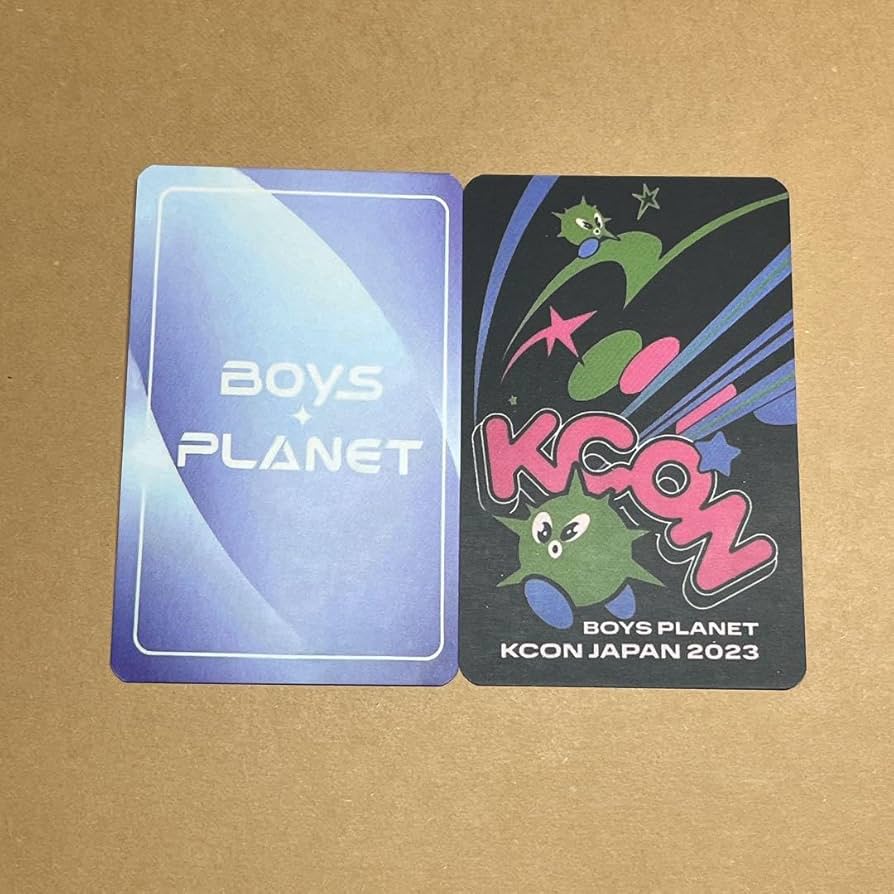 BOYS
PLANET
KCON
BOYS PLANET
KCON JAPAN 2023